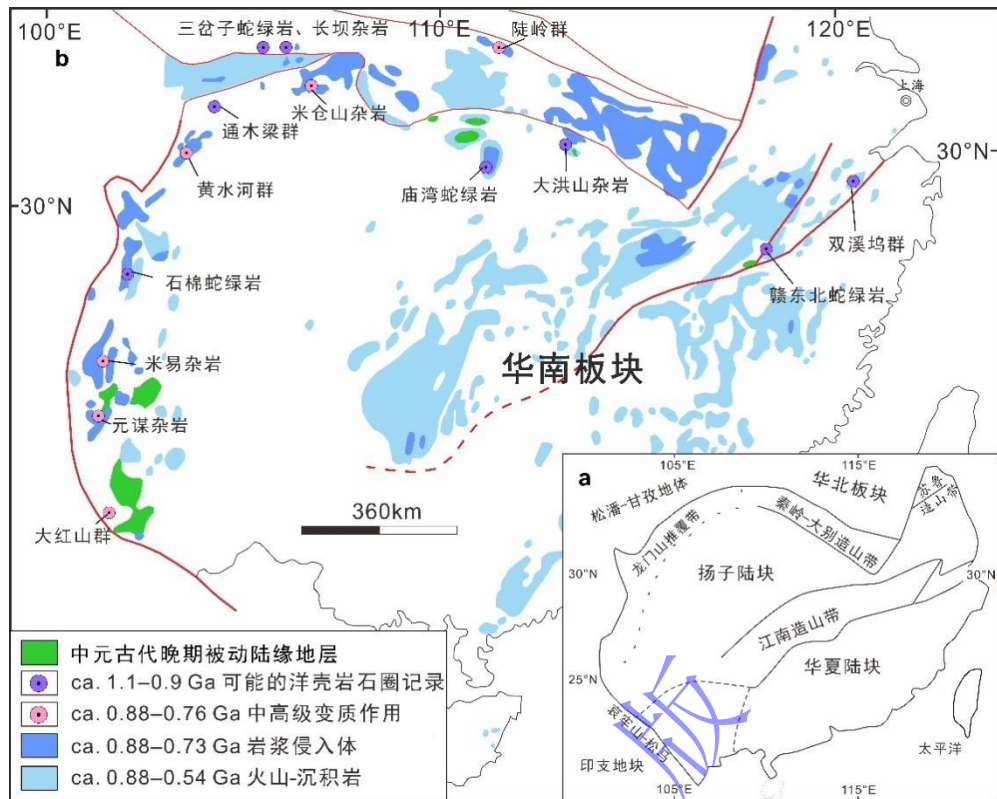 100°E
110°E
120°E
b
三岔子蛇绿岩、长坝杂岩
陡岭群
上海
米仓山杂岩
通木梁群
30°N
黄水河群
庙湾蛇绿岩
大洪山杂岩
30°N
双溪坞群
石棉蛇绿岩
赣东北蛇绿岩
米易杂岩
华南板块
元谋杂岩
360km
大红山群
中元古代晚期被动陆缘地层
ca. 1.1–0.9 Ga 可能的洋壳岩石圈记录
ca. 0.88–0.76 Ga 中高级变质作用
ca. 0.88–0.73 Ga 岩浆侵入体
ca. 0.88–0.54 Ga 火山-沉积岩
a
105°E
115°E
松潘-甘孜地体
华北板块
苏鲁造山带
龙门山推覆带
秦岭-大别造山带
30°N
扬子陆块
30°N
江南造山带
25°N
华夏陆块
哀牢山-松马
印支地块
太平洋
105°E
115°E